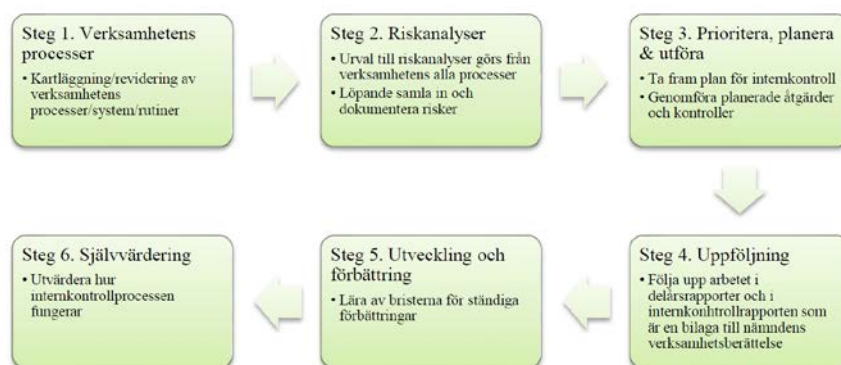 Steg 1. Verksamhetens
processer
• Kartläggning/revidering av
verksamhetens
processer/system/rutiner
Steg 2. Riskanalyser
• Urval till riskanalyser görs från
verksamhetens alla processer
• Löpande samla in och
dokumentera risker
Steg 3. Prioritera, planera
& utföra
• Ta fram plan för internkontroll
• Genomföra planerade åtgärder
och kontroller
Steg 4. Uppföljning
• Följa upp arbetet i
delårsrapporter och i
internkonhtrollrapporten som
är en bilaga till nämndens
verksamhetsberättelse
Steg 5. Utveckling och
förbättring
• Lära av bristerna för ständiga
förbättringar
Steg 6. Självvärdering
• Utvärdera hur
internkontrollprocessen
fungerar